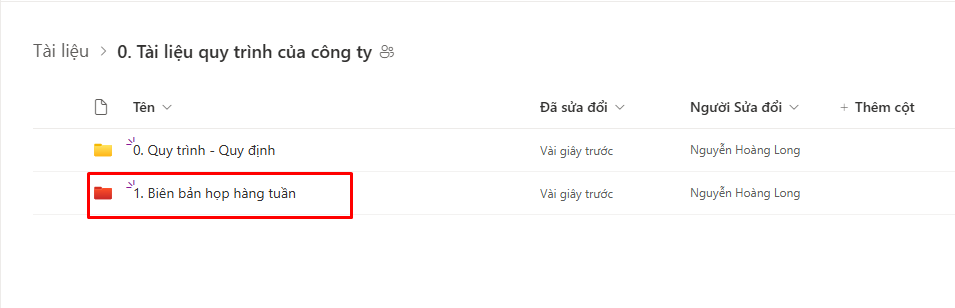 Tài liệu > 0. Tài liệu quy trình của công ty
Tên Đã sửa đổi Người Sửa đổi + Thêm cột
0. Quy trình - Quy định Vài giây trước Nguyễn Hoàng Long
1. Biên bản họp hàng tuần Vài giây trước Nguyễn Hoàng Long